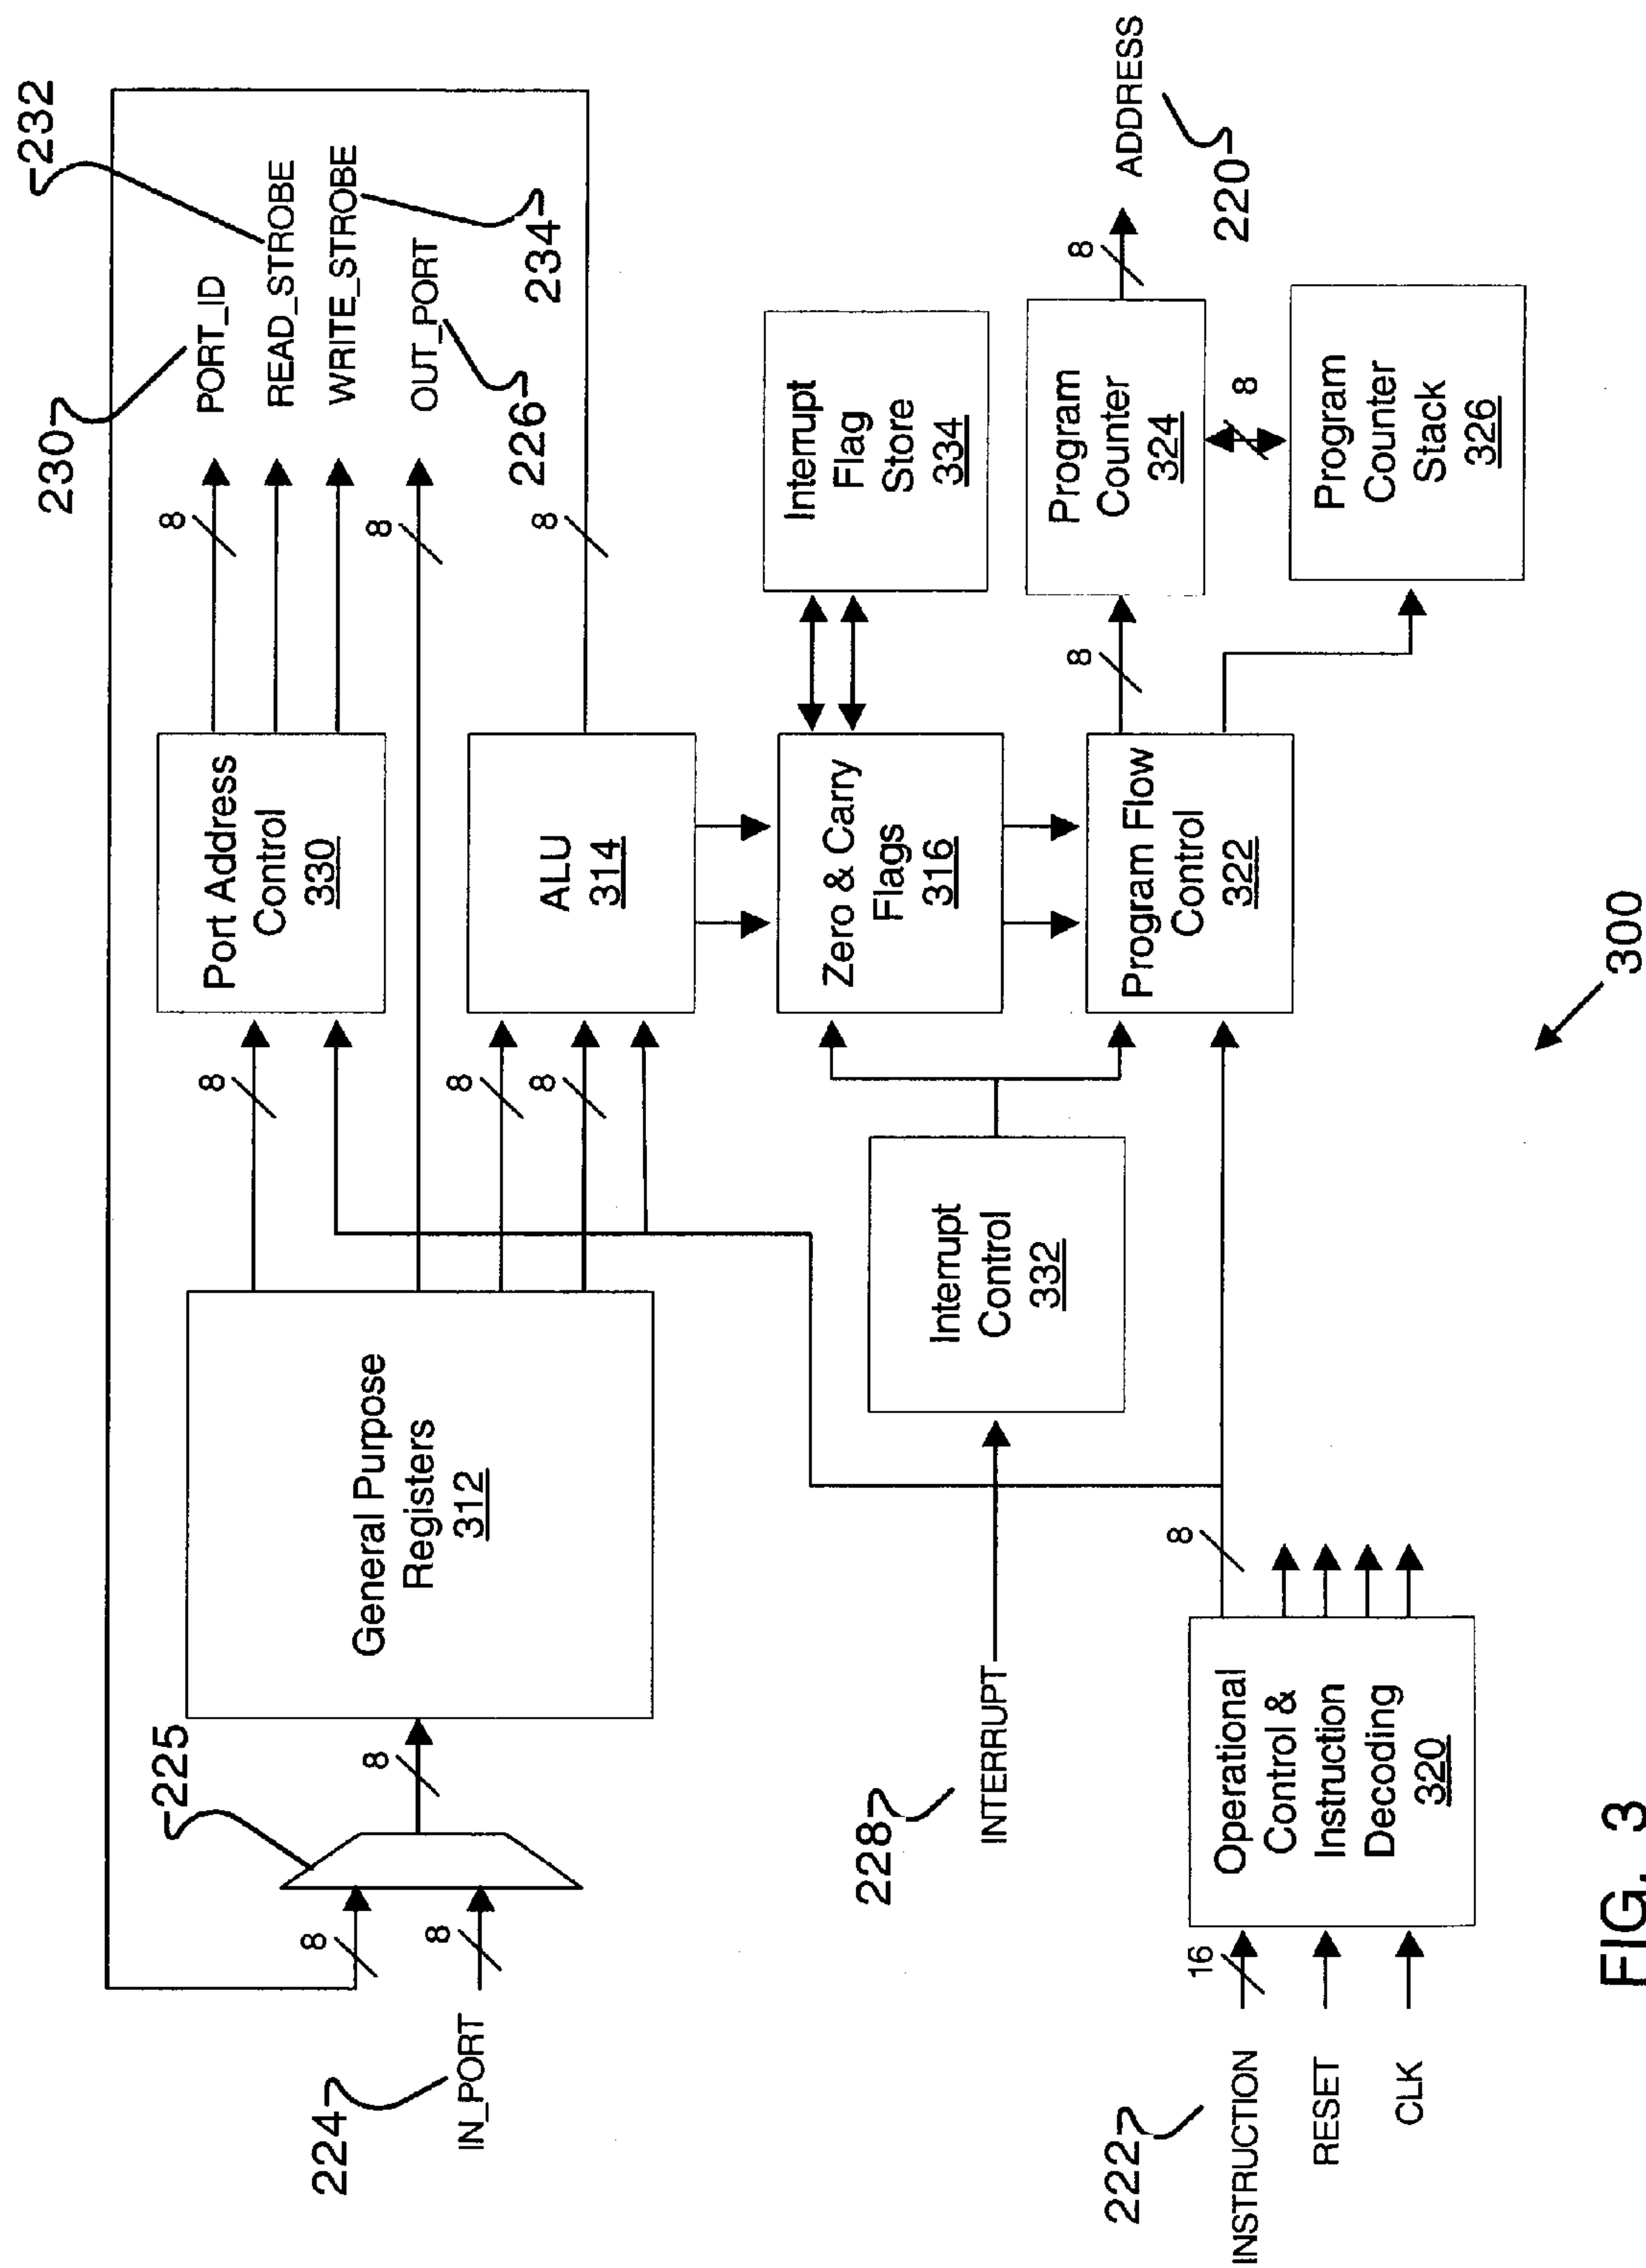 232
230
PORT_ID
READ_STROBE
WRITE_STROBE
234
OUT_PORT
226
8
8
8
Port Address
Control
330
8
225
General Purpose
Registers
312
8
8
8
8
8
224
IN_PORT
ALU
314
Zero & Carry
Flags
316
Interrupt
Flag
Store
334
228
INTERRUPT
Interrupt
Control
332
Program Flow
Control
322
8
Program
Counter
324
8
ADDRESS
220
8
Program
Counter
Stack
326
222
INSTRUCTION
RESET
CLK
16
Operational
Control &
Instruction
Decoding
320
8
300
FIG. 3